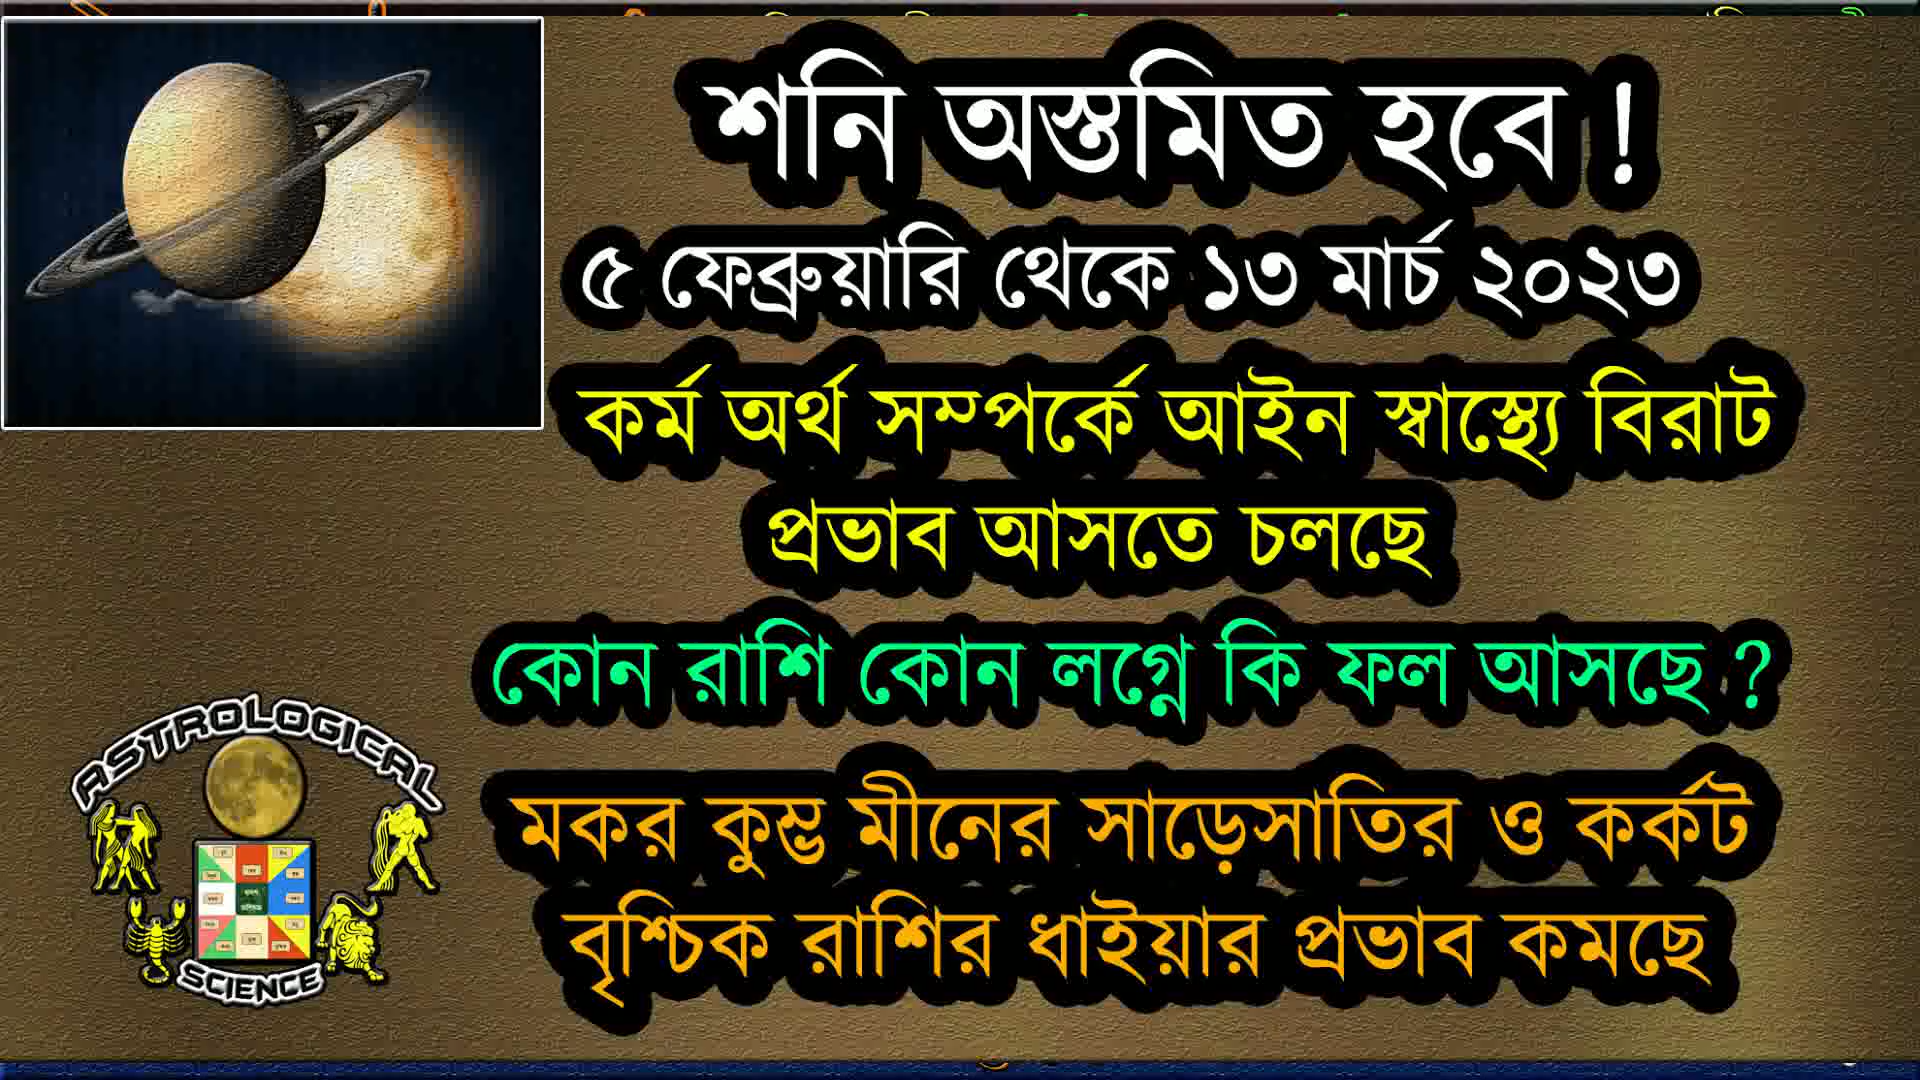 শনি অস্তমিত হবে !
৫ ফেব্রুয়ারি থেকে ১৩ মার্চ ২০২৩
কর্ম অর্থ সম্পর্কে আইন স্বাস্থ্যে বিরাট
প্রভাব আসতে চলছে
কোন রাশি কোন লগ্নে কি ফল আসছে ?
মকর কুম্ভ মীনের সাড়েসাতির ও কর্কট
বৃশ্চিক রাশির ধাইয়ার প্রভাব কমছে
ASTROLOGICAL
SCIENCE